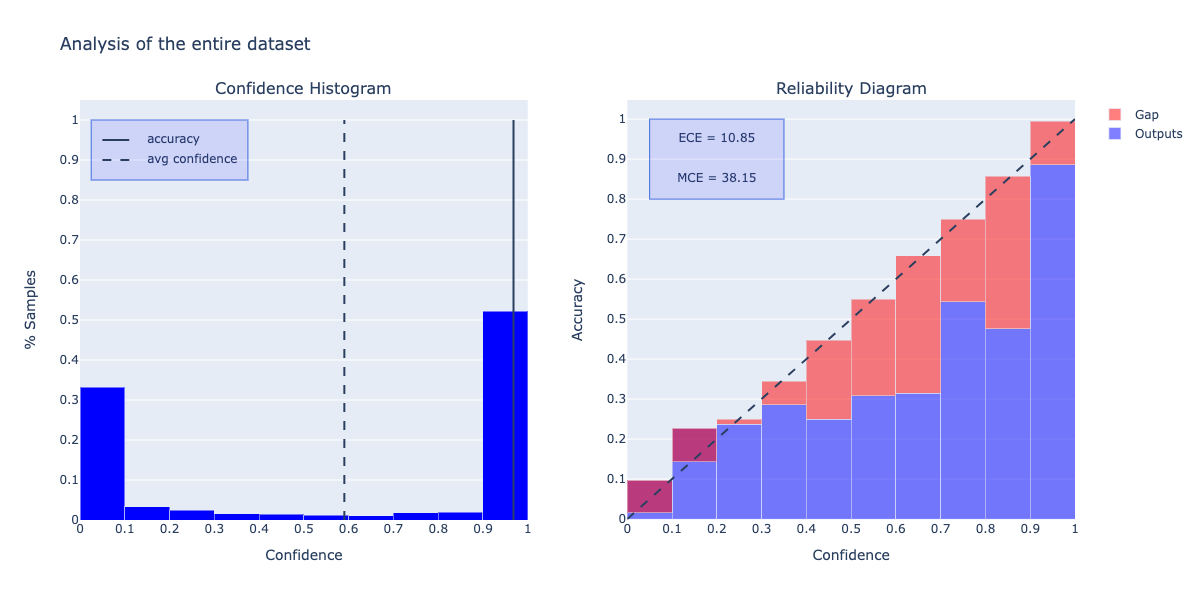 Analysis of the entire dataset
Confidence Histogram
accuracy
avg confidence
1
0.9
0.8
0.7
0.6
0.5
0.4
0.3
0.2
0.1
0
% Samples
0 0.1 0.2 0.3 0.4 0.5 0.6 0.7 0.8 0.9 1
Confidence
Reliability Diagram
ECE = 10.85
MCE = 38.15
1
0.9
0.8
0.7
0.6
0.5
0.4
0.3
0.2
0.1
0
Accuracy
0 0.1 0.2 0.3 0.4 0.5 0.6 0.7 0.8 0.9 1
Confidence
Gap
Outputs